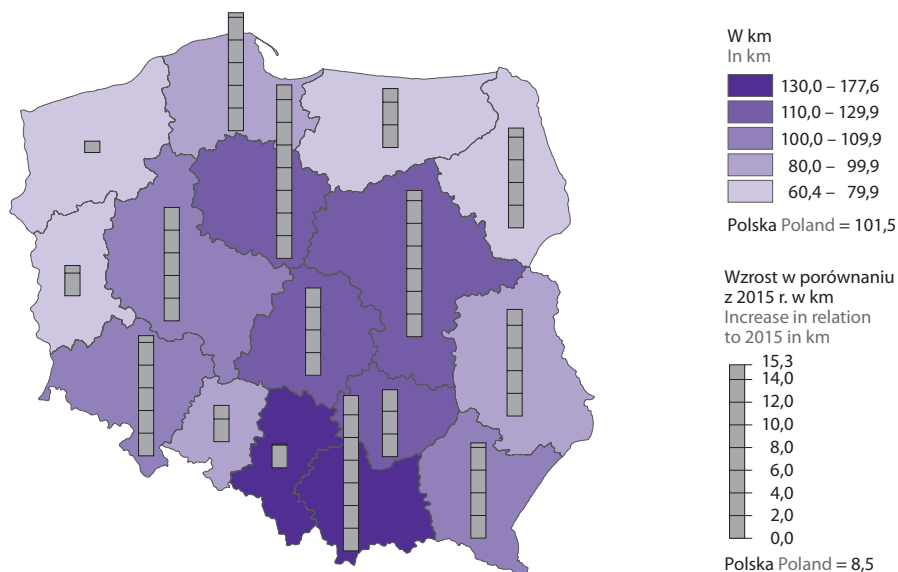 W km
In km
130,0 – 177,6
110,0 – 129,9
100,0 – 109,9
80,0 – 99,9
60,4 – 79,9
Polska Poland = 101,5
Wzrost w porównaniu
z 2015 r. w km
Increase in relation
to 2015 in km
15,3
14,0
12,0
10,0
8,0
6,0
4,0
2,0
0,0
Polska Poland = 8,5